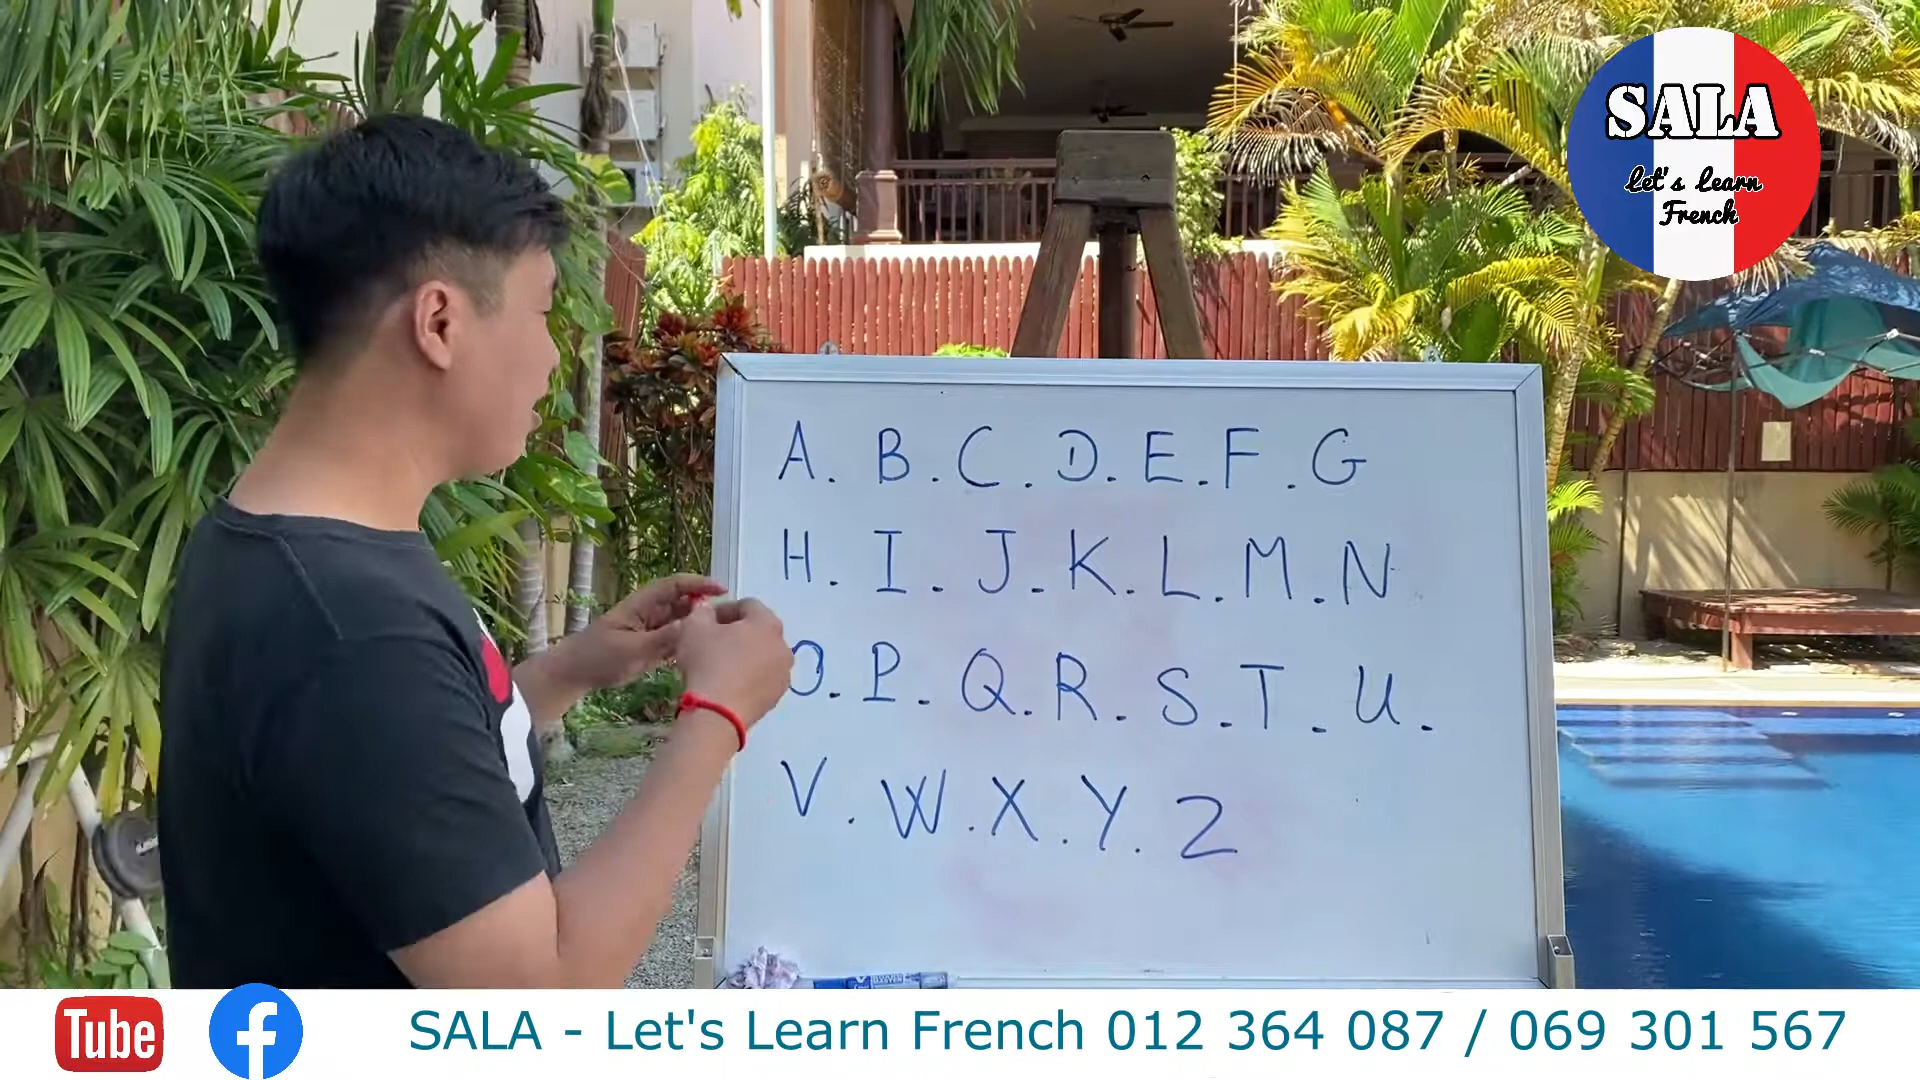 SALA
Let's Learn
French
A. B. C. D. E. F. G
H. I. J. K. L. M. N
O. P. Q. R. S. T. U.
V. W. X. Y. Z
Tube
f
SALA - Let's Learn French 012 364 087 / 069 301 567